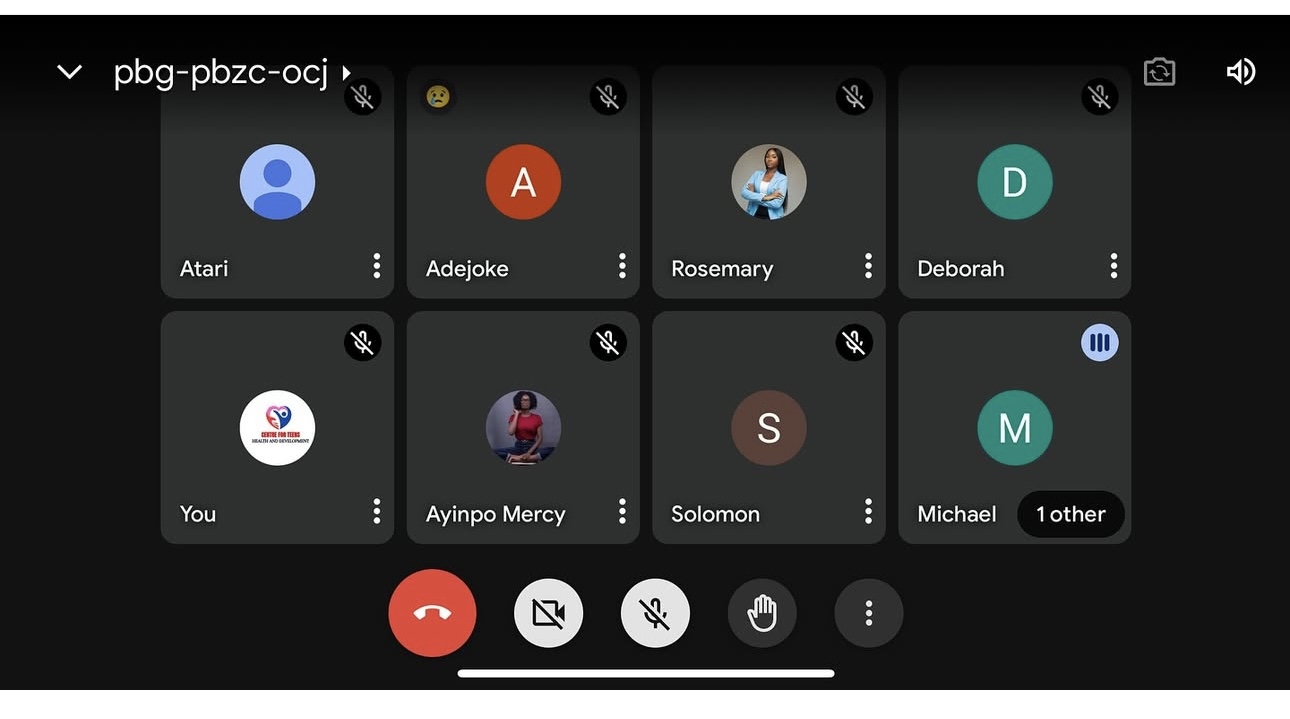 pbg-pbzc-ocj
A
D
Atari
Adejoke
Rosemary
Deborah
CENTRE FOR TEENS
HEALTH AND DEVELOPMENT
S
M
You
Ayinpo Mercy
Solomon
Michael
1 other